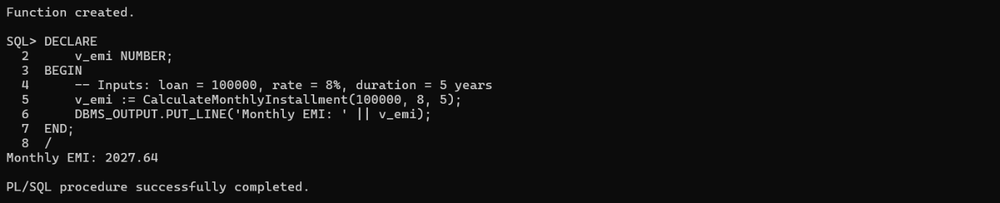 Function created.
SQL> DECLARE
  2      v_emi NUMBER;
  3  BEGIN
  4      -- Inputs: loan = 100000, rate = 8%, duration = 5 years
  5      v_emi := CalculateMonthlyInstallment(100000, 8, 5);
  6      DBMS_OUTPUT.PUT_LINE('Monthly EMI: ' || v_emi);
  7  END;
  8  /
Monthly EMI: 2027.64
PL/SQL procedure successfully completed.